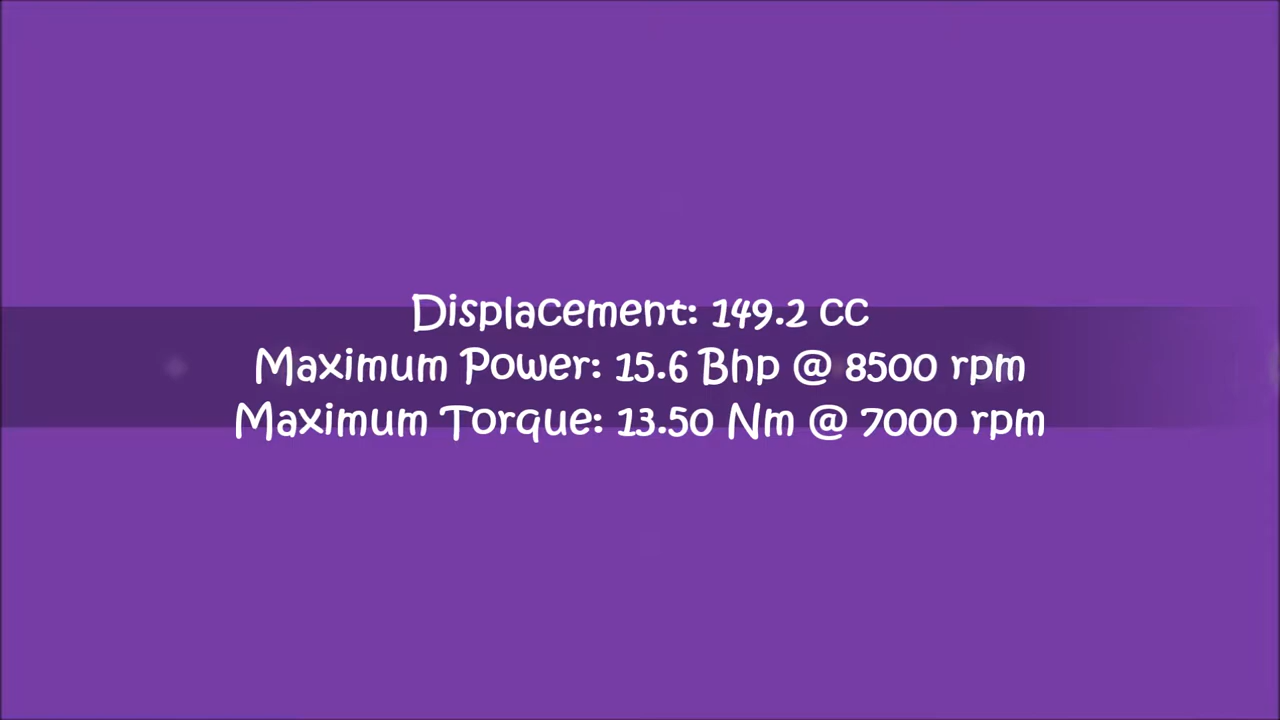 Displacement: 149.2 cc
Maximum Power: 15.6 Bhp @ 8500 rpm
Maximum Torque: 13.50 Nm @ 7000 rpm